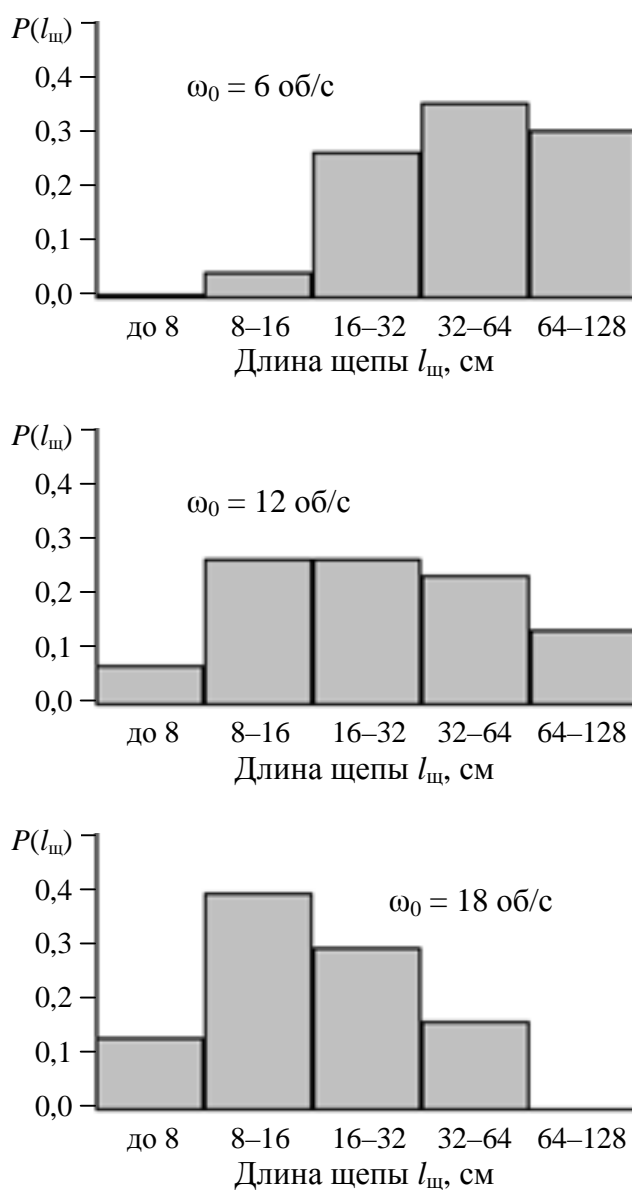 P(lщ)
0,4
ω0 = 6 об/с
0,3
0,2
0,1
0,0
до 8 8–16 16–32 32–64 64–128
Длина щепы lщ, см
P(lщ)
0,4
ω0 = 12 об/с
0,3
0,2
0,1
0,0
до 8 8–16 16–32 32–64 64–128
Длина щепы lщ, см
P(lщ)
0,4
ω0 = 18 об/с
0,3
0,2
0,1
0,0
до 8 8–16 16–32 32–64 64–128
Длина щепы lщ, см